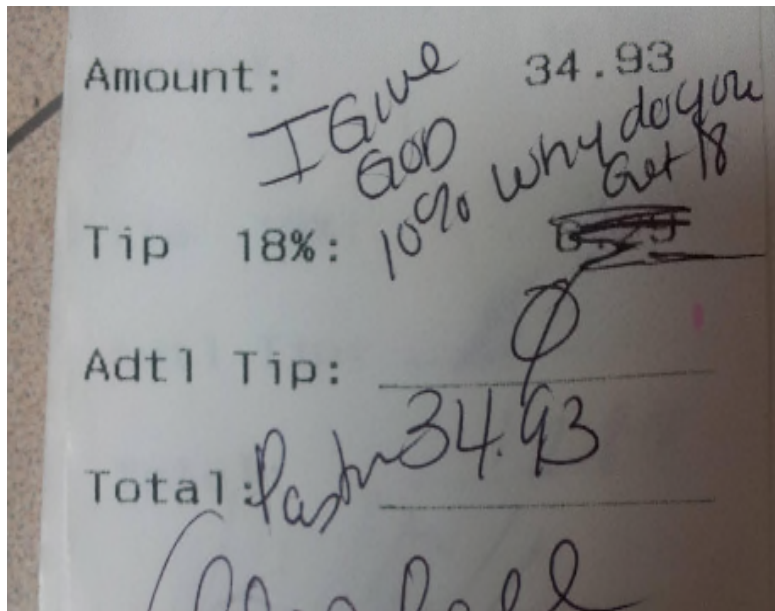 Amount: 34.93
I Give
God
10% Why do you
Get 18
Tip 18%:
Adtl Tip: 0
Total: Pastor 34.93